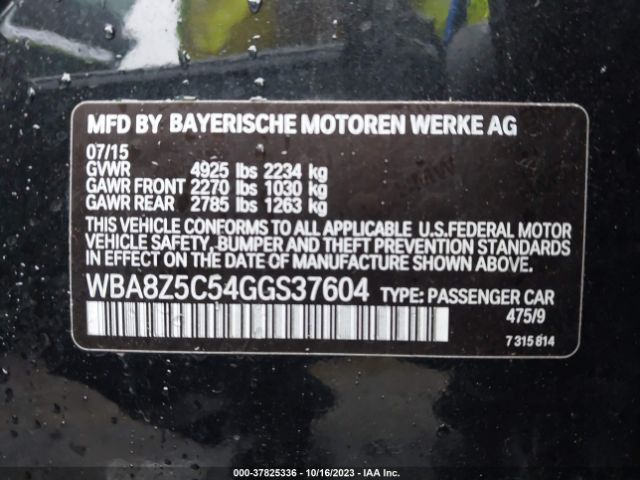 MFD BY BAYERISCHE MOTOREN WERKE AG
07/15
GVWR 4925 lbs 2234 kg
GAWR FRONT 2270 lbs 1030 kg
GAWR REAR 2785 lbs 1263 kg
THIS VEHICLE CONFORMS TO ALL APPLICABLE U.S.FEDERAL MOTOR
VEHICLE SAFETY, BUMPER AND THEFT PREVENTION STANDARDS
IN EFFECT ON THE DATE OF MANUFACTURE SHOWN ABOVE.
WBA8Z5C54GGS37604 TYPE: PASSENGER CAR
475/9
7 315 814
000-37825336 | 10/16/2023 | IAA Inc.